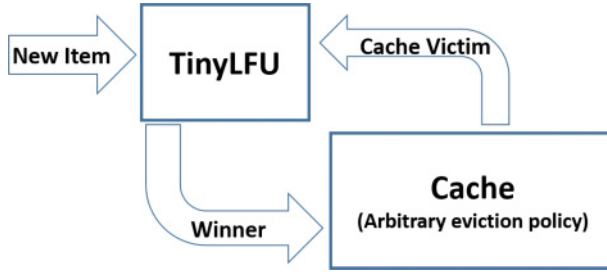 New Item
TinyLFU
Cache Victim
Winner
Cache
(Arbitrary eviction policy)